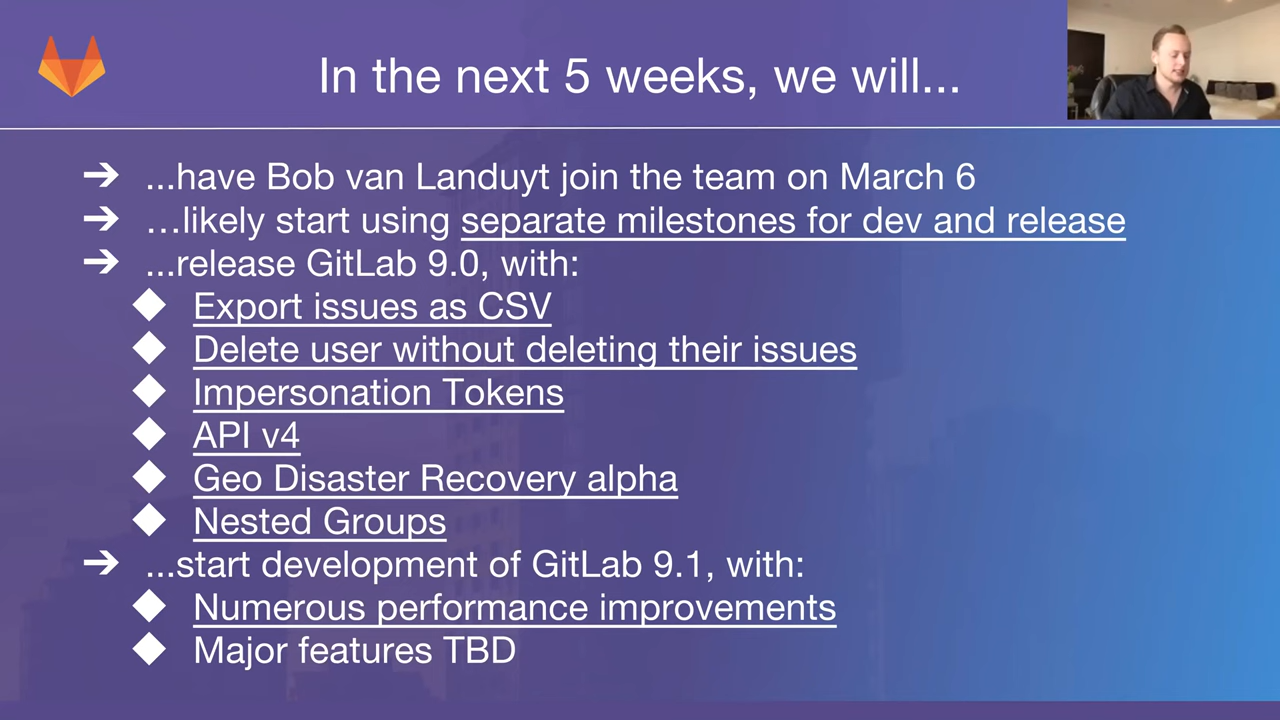 In the next 5 weeks, we will...
➔ ...have Bob van Landuyt join the team on March 6
➔ …likely start using separate milestones for dev and release
➔ ...release GitLab 9.0, with:
◆ Export issues as CSV
◆ Delete user without deleting their issues
◆ Impersonation Tokens
◆ API v4
◆ Geo Disaster Recovery alpha
◆ Nested Groups
➔ ...start development of GitLab 9.1, with:
◆ Numerous performance improvements
◆ Major features TBD